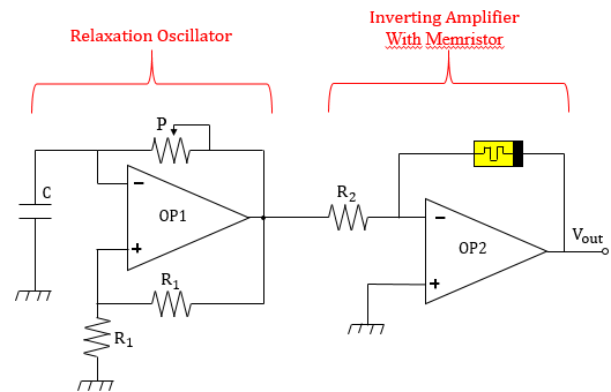 Inverting Amplifier
With Memristor
Relaxation Oscillator
P
C
−
OP1
+
R₁
R₁
R₂
−
OP2
+
Vout